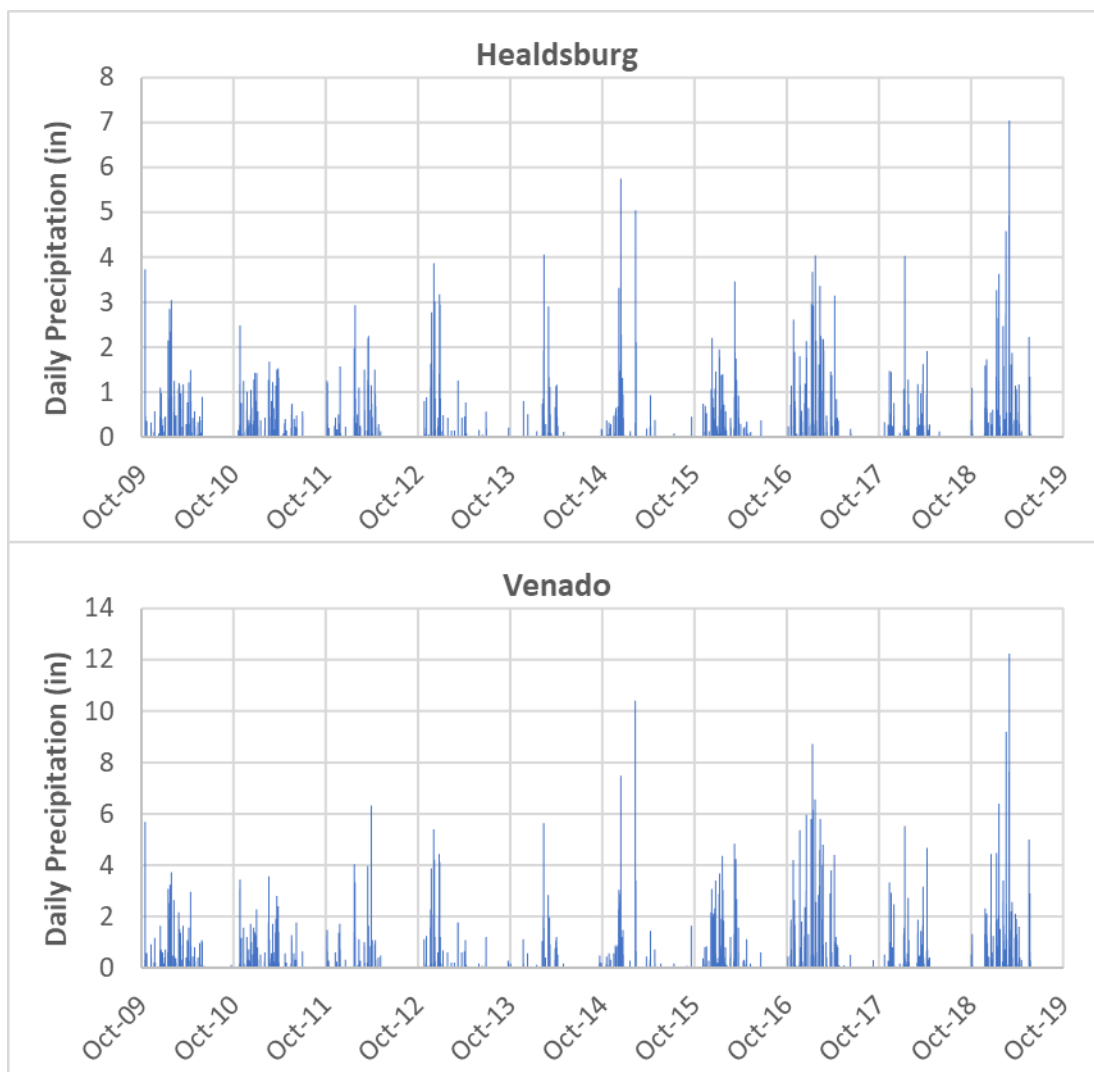 Healdsburg
Daily Precipitation (in)
8
7
6
5
4
3
2
1
0
Oct-09
Oct-10
Oct-11
Oct-12
Oct-13
Oct-14
Oct-15
Oct-16
Oct-17
Oct-18
Oct-19
Venado
Daily Precipitation (in)
14
12
10
8
6
4
2
0
Oct-09
Oct-10
Oct-11
Oct-12
Oct-13
Oct-14
Oct-15
Oct-16
Oct-17
Oct-18
Oct-19